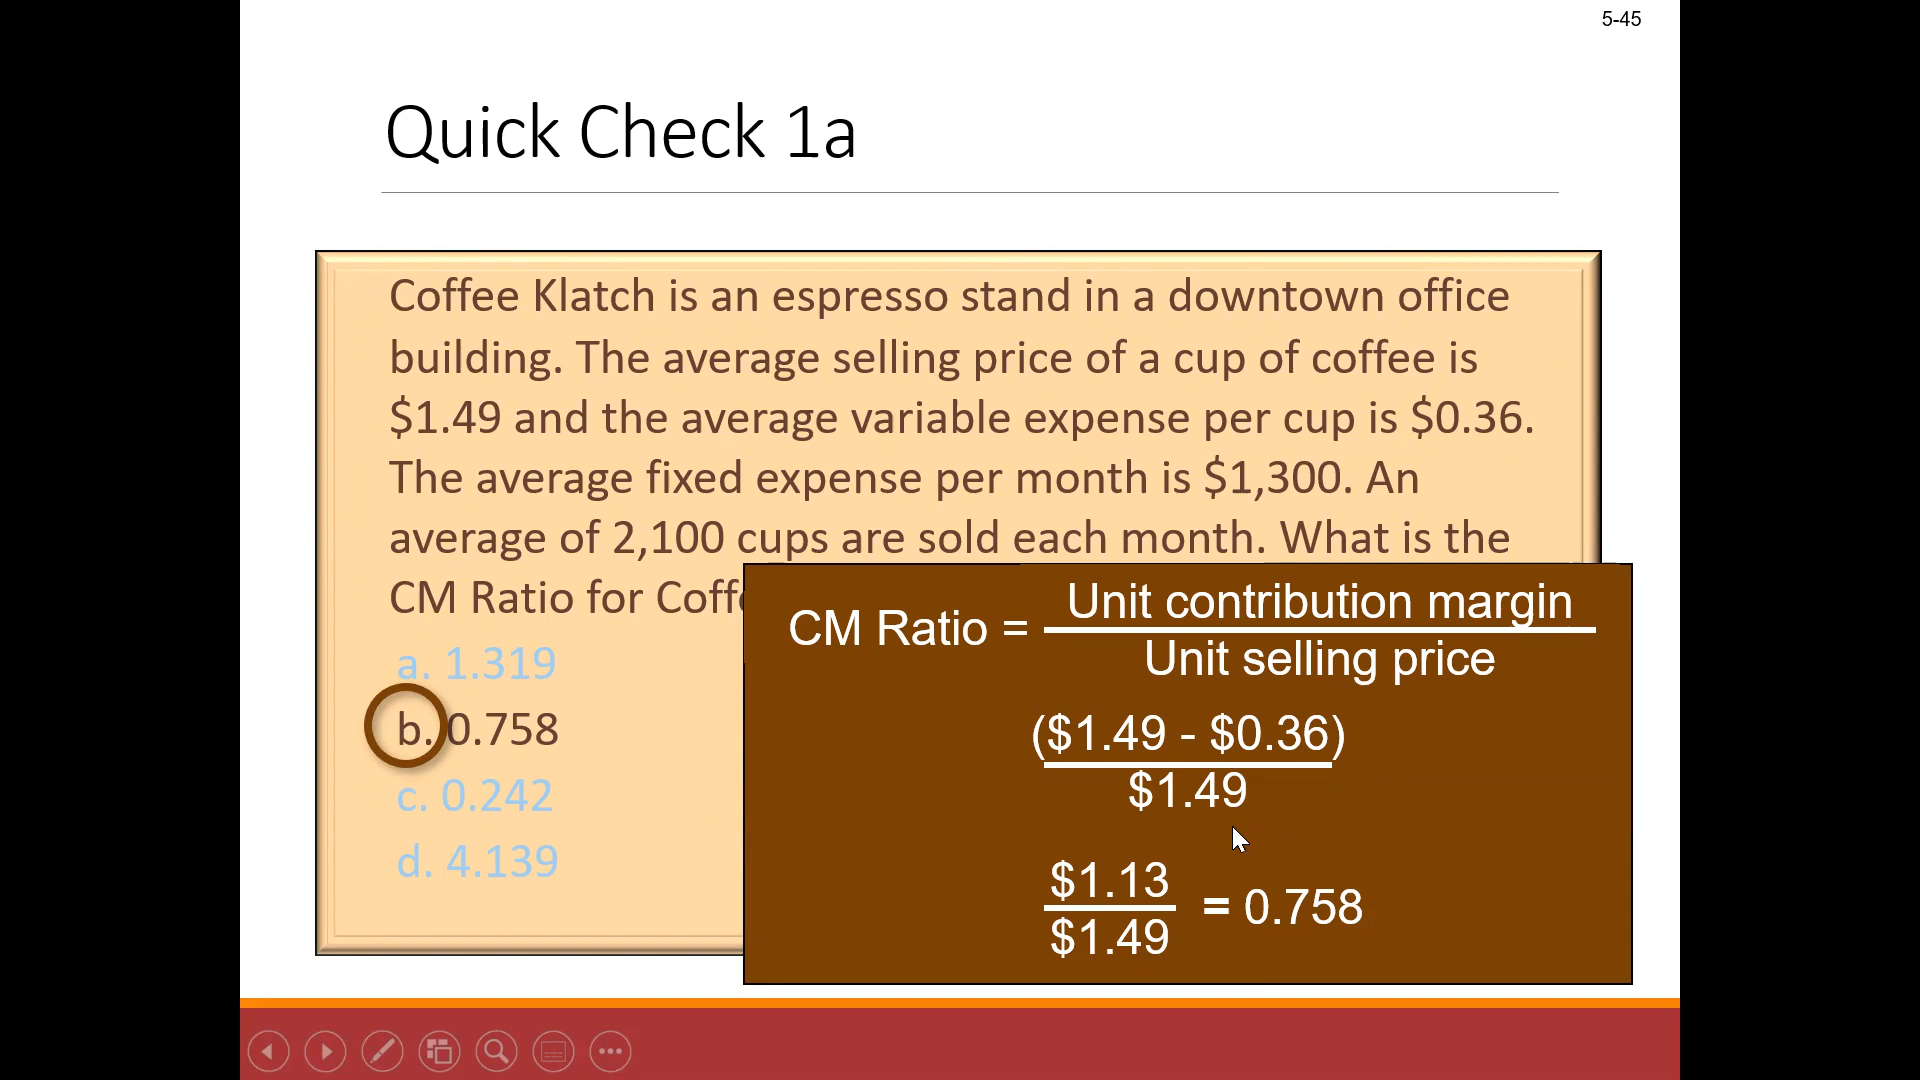 5-45
Quick Check 1a
Coffee Klatch is an espresso stand in a downtown office
building. The average selling price of a cup of coffee is
$1.49 and the average variable expense per cup is $0.36.
The average fixed expense per month is $1,300. An
average of 2,100 cups are sold each month. What is the
CM Ratio for
a. 1.319
b. 0.758
c. 0.242
d. 4.139
CM Ratio =
Unit contribution margin
Unit selling price
($1.49 - $0.36)
$1.49
$1.13
$1.49
= 0.758